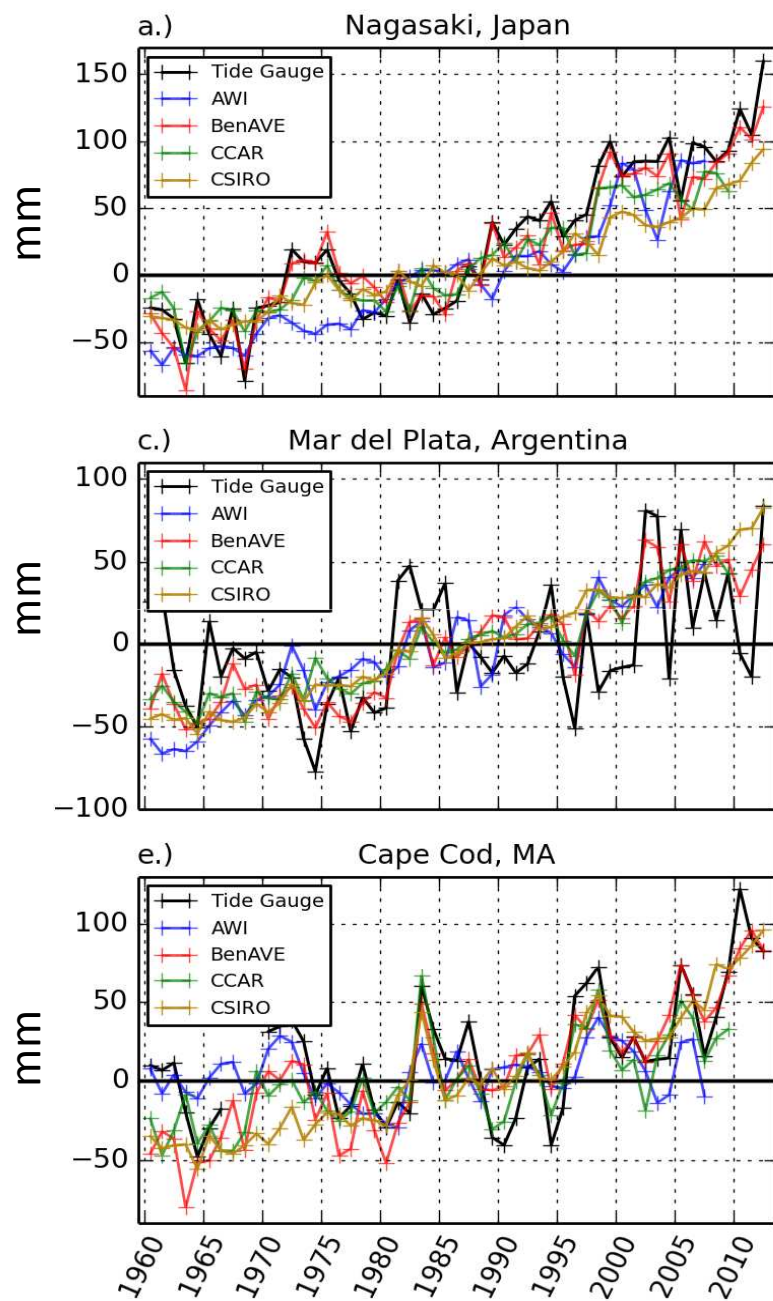 a.) Nagasaki, Japan
mm
150
100
50
0
−50
Tide Gauge
AWI
BenAVE
CCAR
CSIRO
c.) Mar del Plata, Argentina
mm
100
50
0
−50
−100
Tide Gauge
AWI
BenAVE
CCAR
CSIRO
e.) Cape Cod, MA
mm
100
50
0
−50
Tide Gauge
AWI
BenAVE
CCAR
CSIRO
1960 1965 1970 1975 1980 1985 1990 1995 2000 2005 2010